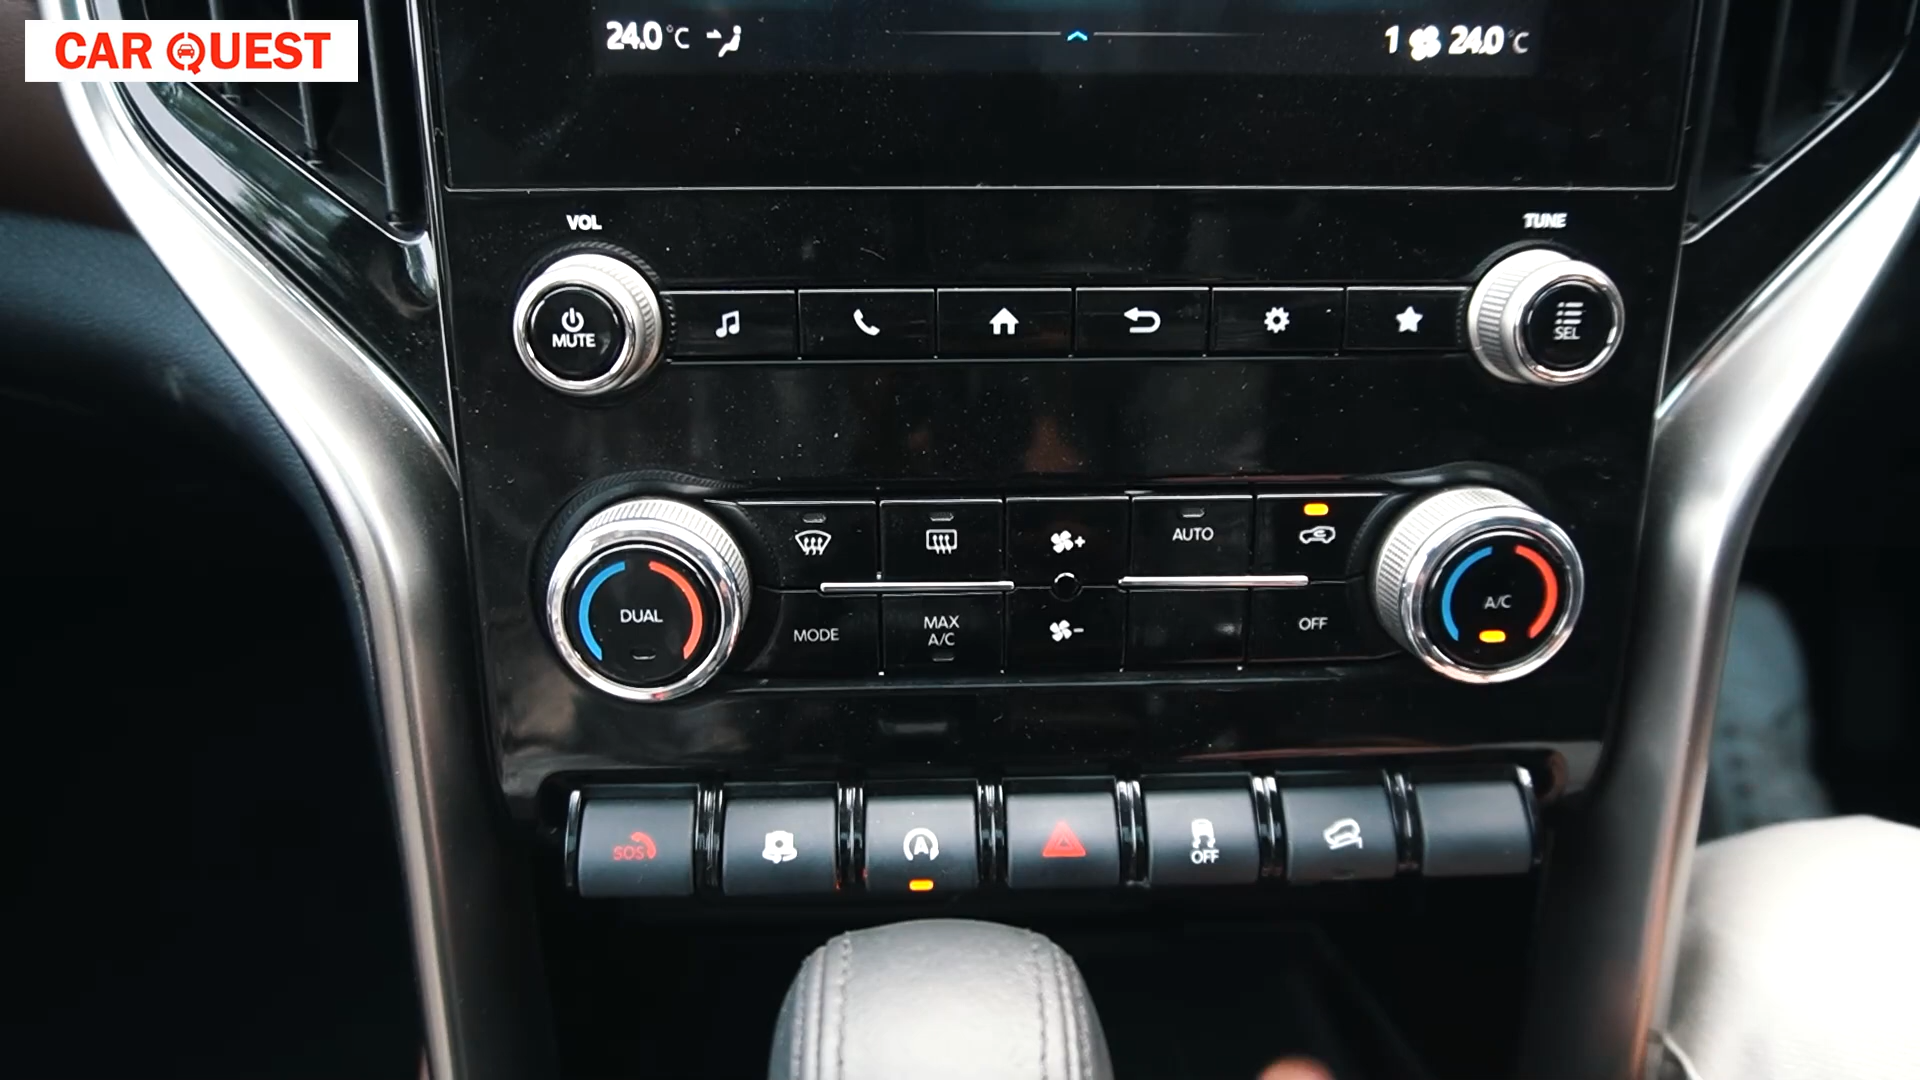 CAR QUEST
24.0°C
1 24.0°C
VOL
TUNE
MUTE
SEL
AUTO
DUAL
MODE
MAX
A/C
OFF
A/C
SOS
A
OFF